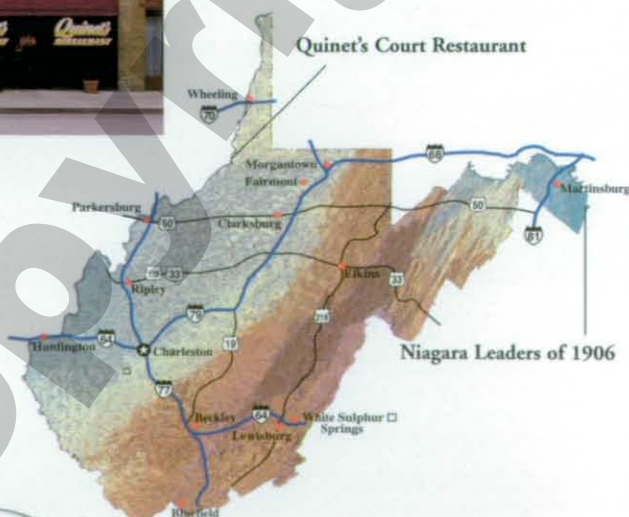 Quinet's
RESTAURANT
Quinet's Court Restaurant
Wheeling
70
Morgantown
68
Fairmont
Martinsburg
Parkersburg
50
Clarksburg
50
81
33
Elkins
33
Ripley
79
219
Huntington
64
Charleston
19
Niagara Leaders of 1906
77
Beckley
64
White Sulphur
Springs
Lewisburg
Bluefield